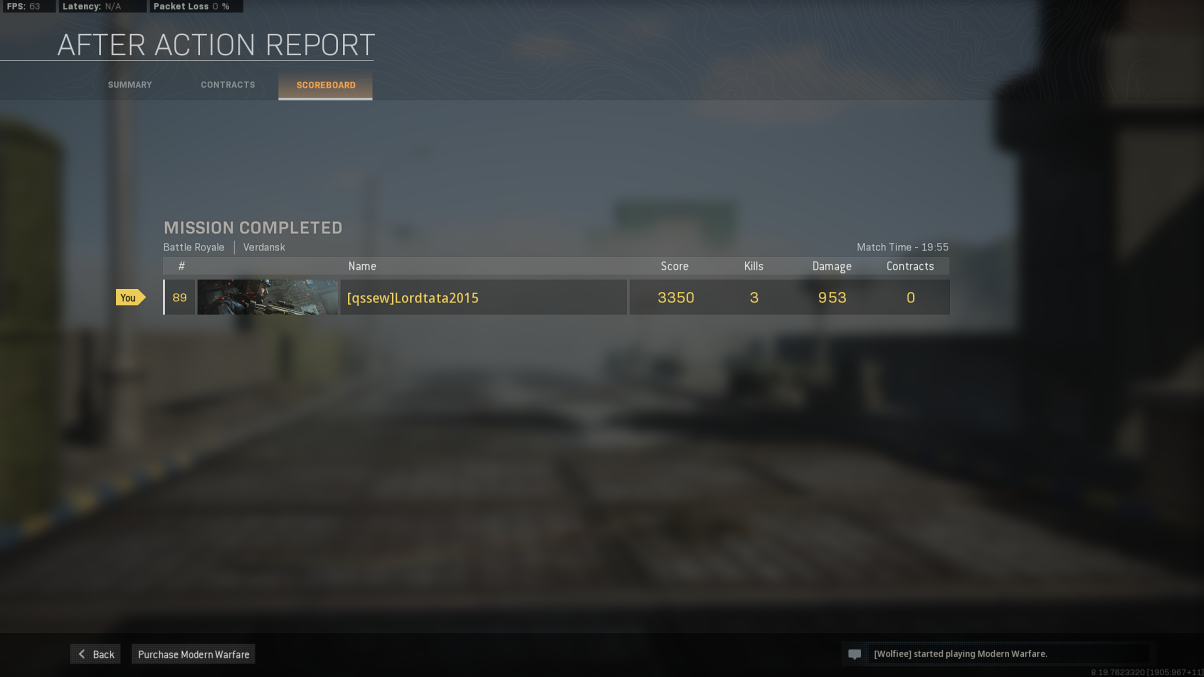 FPS: 63 Latency: N/A Packet Loss 0 %
AFTER ACTION REPORT
SUMMARY CONTRACTS SCOREBOARD
MISSION COMPLETED
Battle Royale | Verdansk Match Time - 19:55
# Name Score Kills Damage Contracts
You 89 [qssew]Lordtata2015 3350 3 953 0
Back Purchase Modern Warfare [Wolfiee] started playing Modern Warfare.